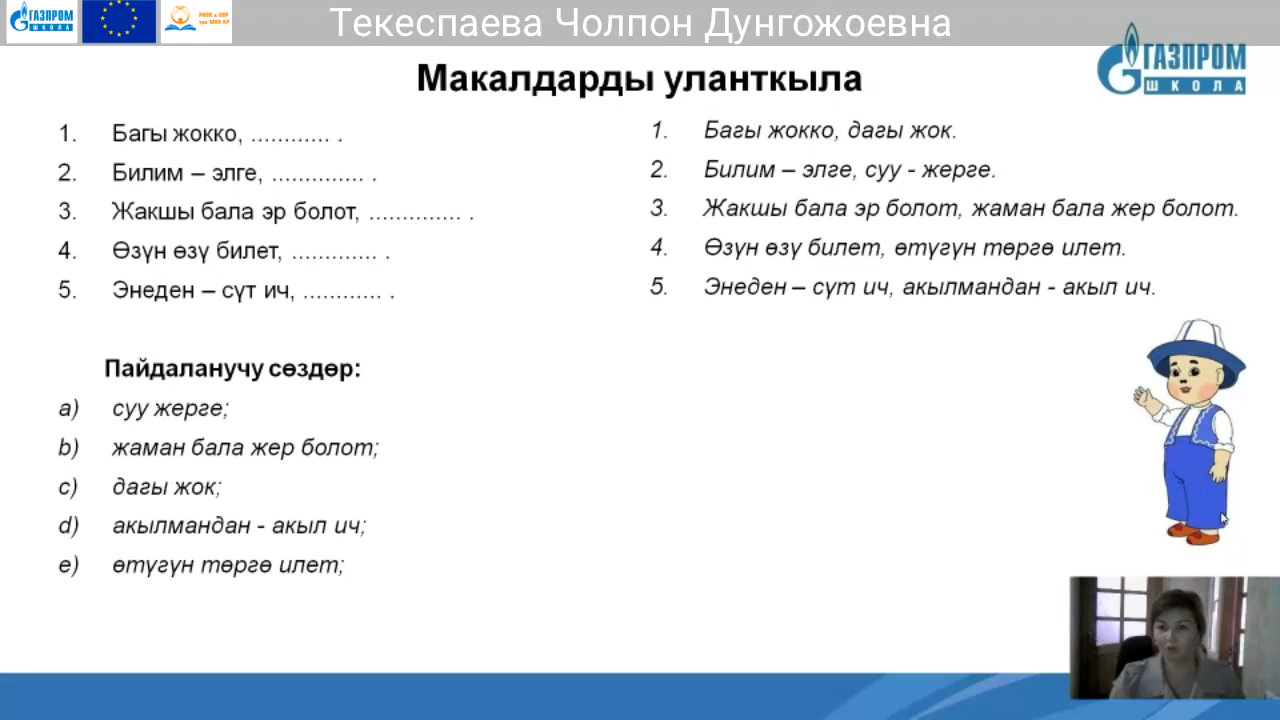 ГАЗПРОМ
ШКОЛА
Текеспаева Чолпон Дунгожоевна
ГАЗПРОМ
ШКОЛА
Макалдарды уланткыла
1. Багы жокко, ............ .
2. Билим – элге, .............. .
3. Жакшы бала эр болот, .............. .
4. Өзүн өзү билет, ............. .
5. Энеден – сүт ич, ............ .
1. Багы жокко, дагы жок.
2. Билим – элге, суу - жерге.
3. Жакшы бала эр болот, жаман бала жер болот.
4. Өзүн өзү билет, өтүгүн төргө илет.
5. Энеден – сүт ич, акылмандан - акыл ич.
Пайдаланучу сөздөр:
a) суу жерге;
b) жаман бала жер болот;
c) дагы жок;
d) акылмандан - акыл ич;
e) өтүгүн төргө илет;